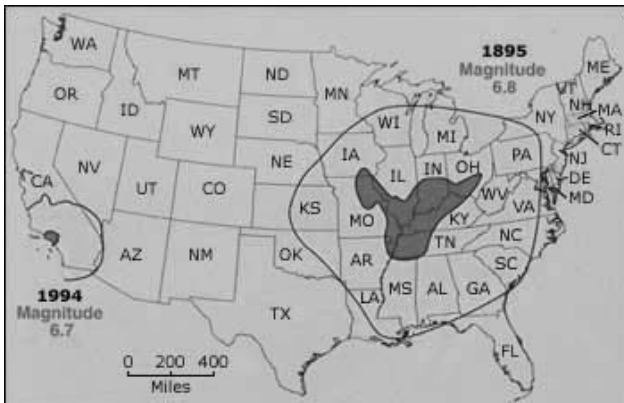 WA
MT
ND
MN
1895
Magnitude
6.8
ME
VT
NH
MA
RI
CT
NY
OR
ID
SD
WI
MI
WY
NE
IA
IL
IN
OH
PA
NJ
DE
MD
NV
UT
CO
KS
MO
KY
WV
VA
CA
AZ
NM
OK
AR
TN
NC
SC
1994
Magnitude
6.7
TX
LA
MS
AL
GA
FL
0 200 400
Miles